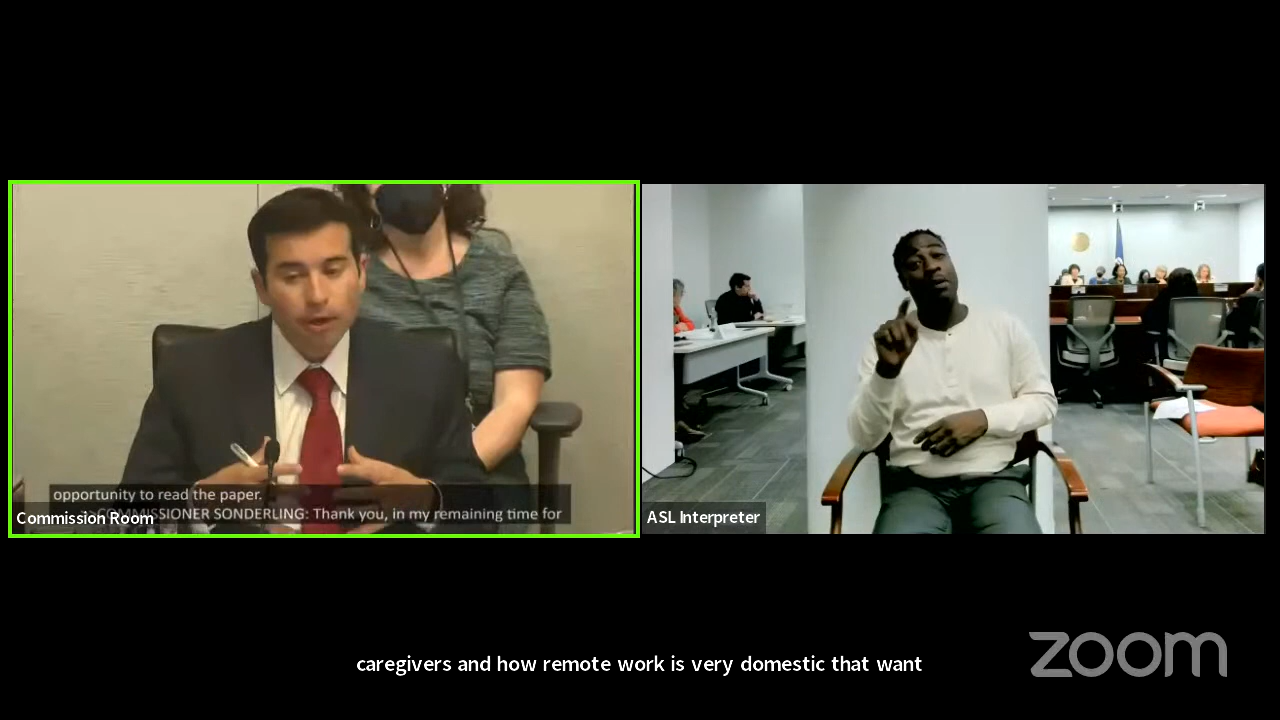 opportunity to read the paper.
COMMISSIONER SONDERLING: Thank you, in my remaining time for
Commission Room
ASL Interpreter
caregivers and how remote work is very domestic that want
zoom